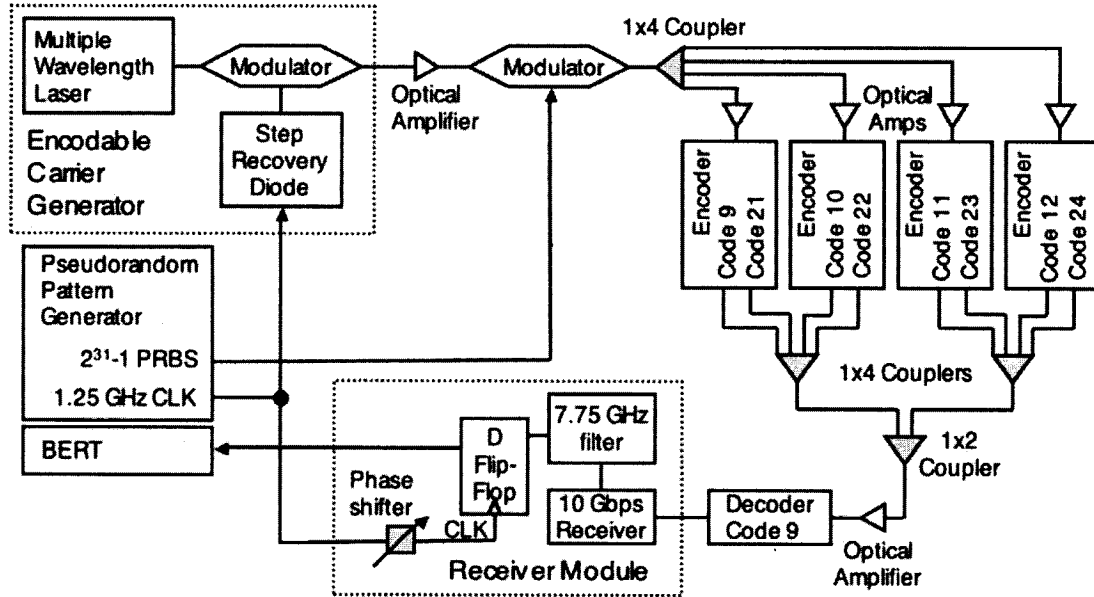 Multiple
Wavelength
Laser
Modulator
Step
Recovery
Diode
Encodable
Carrier
Generator
Optical
Amplifier
Modulator
1x4 Coupler
Optical
Amps
Encoder
Code 9
Code 21
Encoder
Code 10
Code 22
Encoder
Code 11
Code 23
Encoder
Code 12
Code 24
Pseudorandom
Pattern
Generator
2³¹-1 PRBS
1.25 GHz CLK
BERT
1x4 Couplers
1x2
Coupler
D
Flip-
Flop
CLK
7.75 GHz
filter
10 Gbps
Receiver
Phase
shifter
Receiver Module
Decoder
Code 9
Optical
Amplifier